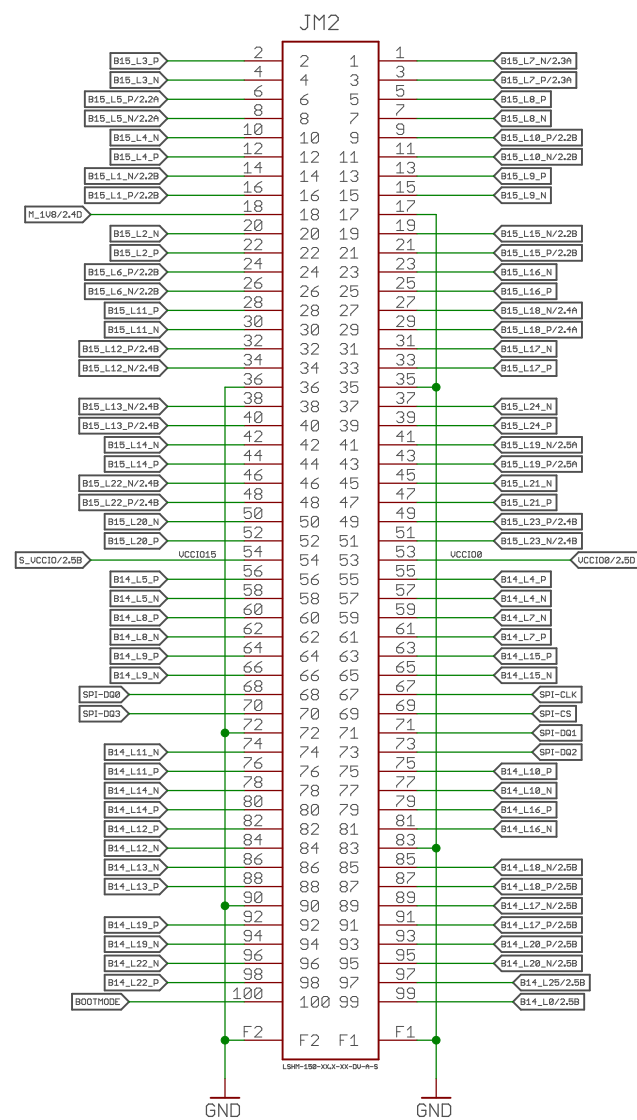 JM2
B15_L3_P 2 2 1 1 B15_L7_N/2.3A
B15_L3_N 4 4 3 3 B15_L7_P/2.3A
B15_L5_P/2.2A 6 6 5 5 B15_L8_P
B15_L5_N/2.2A 8 8 7 7 B15_L8_N
B15_L4_N 10 10 9 9 B15_L10_P/2.2B
B15_L4_P 12 12 11 11 B15_L10_N/2.2B
B15_L1_N/2.2B 14 14 13 13 B15_L9_P
B15_L1_P/2.2B 16 16 15 15 B15_L9_N
M_1V8/2.4D 18 18 17 17
B15_L2_N 20 20 19 19 B15_L15_N/2.2B
B15_L2_P 22 22 21 21 B15_L15_P/2.2B
B15_L6_P/2.2B 24 24 23 23 B15_L16_N
B15_L6_N/2.2B 26 26 25 25 B15_L16_P
B15_L11_P 28 28 27 27 B15_L18_N/2.4A
B15_L11_N 30 30 29 29 B15_L18_P/2.4A
B15_L12_P/2.4B 32 32 31 31 B15_L17_N
B15_L12_N/2.4B 34 34 33 33 B15_L17_P
36 36 35 35
B15_L13_N/2.4B 38 38 37 37 B15_L24_N
B15_L13_P/2.4B 40 40 39 39 B15_L24_P
B15_L14_N 42 42 41 41 B15_L19_N/2.5A
B15_L14_P 44 44 43 43 B15_L19_P/2.5A
B15_L22_N/2.4B 46 46 45 45 B15_L21_N
B15_L22_P/2.4B 48 48 47 47 B15_L21_P
B15_L20_N 50 50 49 49 B15_L23_P/2.4B
B15_L20_P 52 52 51 51 B15_L23_N/2.4B
S_VCCIO/2.5B VCCIO15 54 54 53 53 VCCIO0 VCCIO0/2.5D
B14_L5_P 56 56 55 55 B14_L4_P
B14_L5_N 58 58 57 57 B14_L4_N
B14_L8_P 60 60 59 59 B14_L7_N
B14_L8_N 62 62 61 61 B14_L7_P
B14_L9_P 64 64 63 63 B14_L15_P
B14_L9_N 66 66 65 65 B14_L15_N
SPI-DQ0 68 68 67 67 SPI-CLK
SPI-DQ3 70 70 69 69 SPI-CS
72 72 71 71 SPI-DQ1
B14_L11_N 74 74 73 73 SPI-DQ2
B14_L11_P 76 76 75 75 B14_L10_P
B14_L14_N 78 78 77 77 B14_L10_N
B14_L14_P 80 80 79 79 B14_L16_P
B14_L12_P 82 82 81 81 B14_L16_N
B14_L12_N 84 84 83 83
B14_L13_N 86 86 85 85 B14_L18_N/2.5B
B14_L13_P 88 88 87 87 B14_L18_P/2.5B
90 90 89 89 B14_L17_N/2.5B
B14_L19_P 92 92 91 91 B14_L17_P/2.5B
B14_L19_N 94 94 93 93 B14_L20_P/2.5B
B14_L22_N 96 96 95 95 B14_L20_N/2.5B
B14_L22_P 98 98 97 97 B14_L25/2.5B
BOOTMODE 100 100 99 99 B14_L0/2.5B
F2 F2 F1 F1
LSHM-150-XX.X-XX-DV-A-S
GND GND